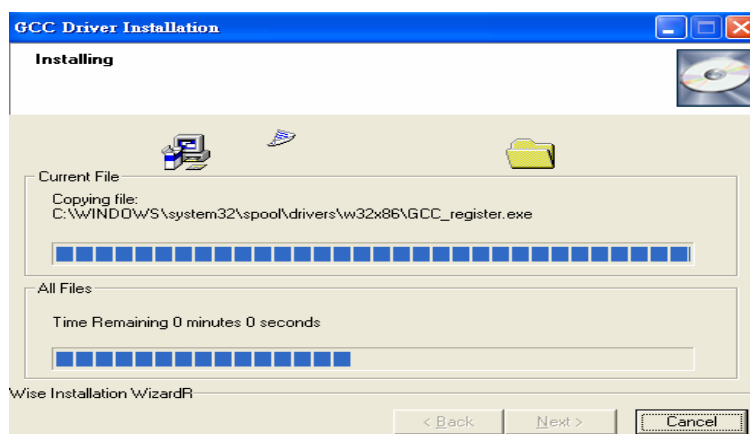 GCC Driver Installation
Installing
Current File
Copying file:
C:\WINDOWS\system32\spool\drivers\w32x86\GCC_register.exe
All Files
Time Remaining 0 minutes 0 seconds
Wise Installation WizardR
< Back Next > Cancel